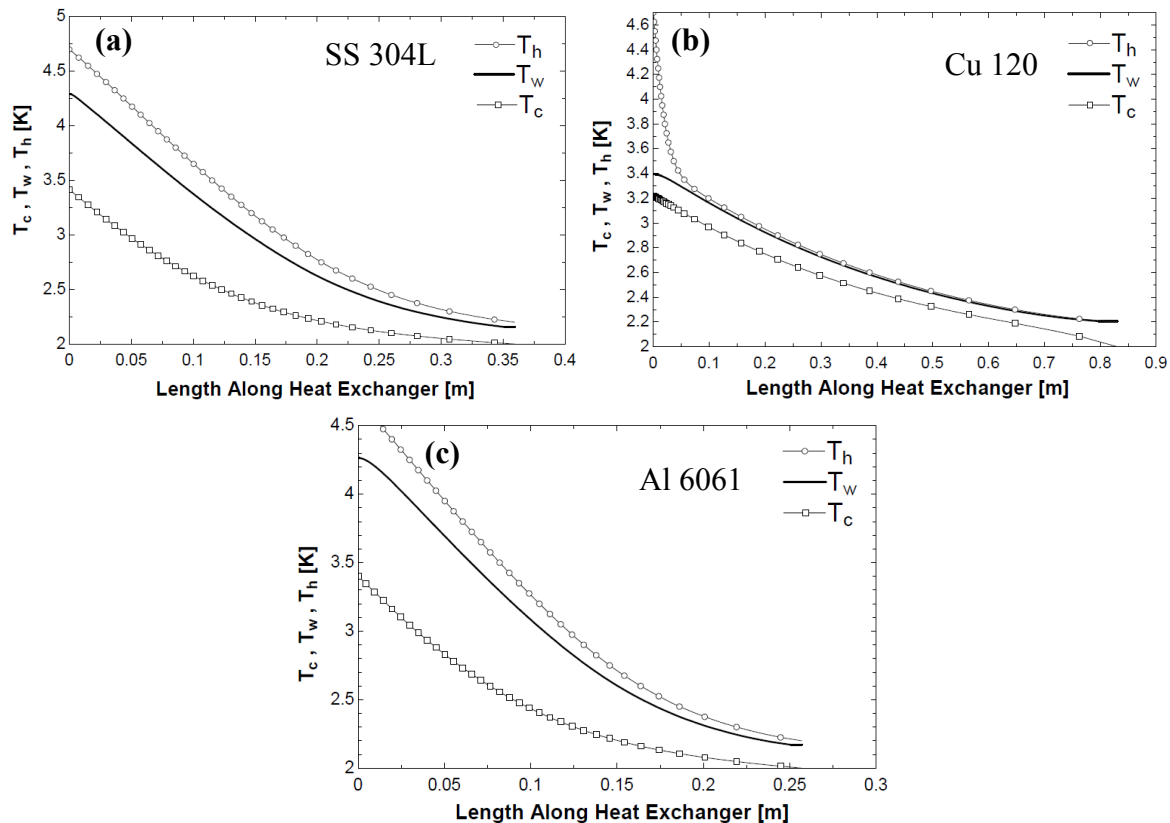 (a)
SS 304L
T_h
T_w
T_c
5
4.5
4
3.5
3
2.5
2
T_c , T_w , T_h [K]
0 0.05 0.1 0.15 0.2 0.25 0.3 0.35 0.4
Length Along Heat Exchanger [m]
(b)
Cu 120
T_h
T_w
T_c
4.6
4.4
4.2
4
3.8
3.6
3.4
3.2
3
2.8
2.6
2.4
2.2
2
T_c , T_w , T_h [K]
0 0.1 0.2 0.3 0.4 0.5 0.6 0.7 0.8 0.9
Length Along Heat Exchanger [m]
(c)
Al 6061
T_h
T_w
T_c
4.5
4
3.5
3
2.5
2
T_c , T_w , T_h [K]
0 0.05 0.1 0.15 0.2 0.25 0.3
Length Along Heat Exchanger [m]